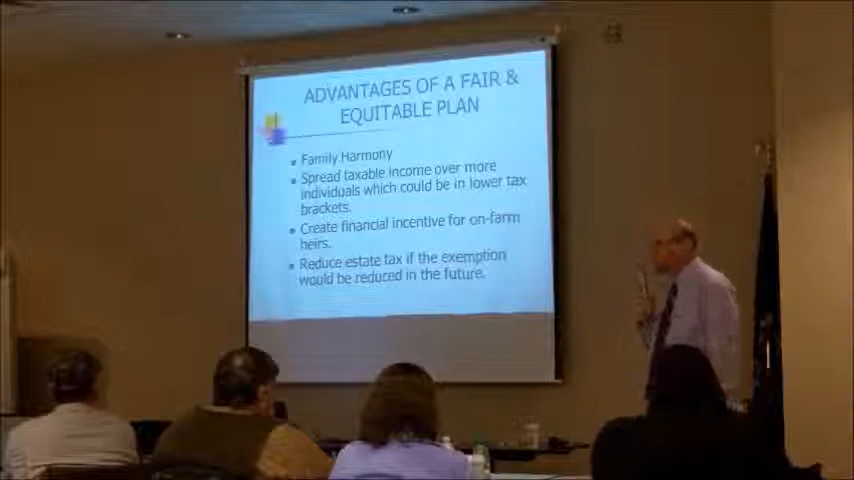 ADVANTAGES OF A FAIR &
EQUITABLE PLAN
Family Harmony
Spread taxable income over more
individuals which could be in lower tax
brackets.
Create financial incentive for on-farm
heirs.
Reduce estate tax if the exemption
would be reduced in the future.